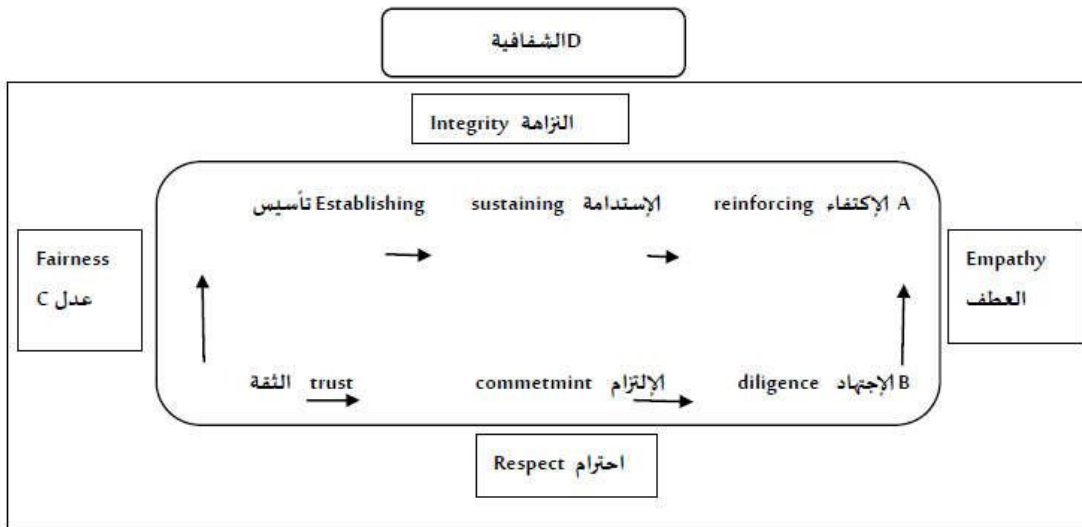 الشفافية D
Integrity النزاهة
Establishing تأسيس
sustaining الإستدامة
reinforcing الإكتفاء A
Fairness
عدل C
Empathy
العطف
الثقة trust
commetmint الإلتزام
diligence الإجتهاد B
Respect احترام